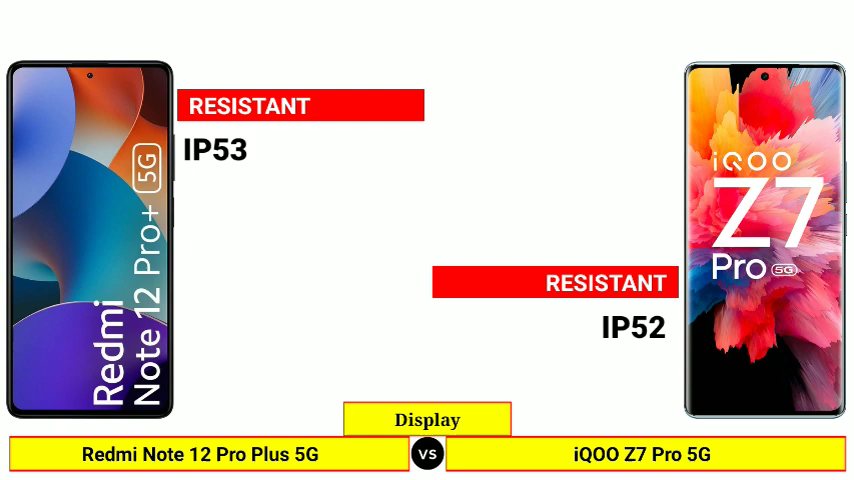 RESISTANT
IP53
Redmi
Note 12 Pro+ 5G
iQOO
Z7
Pro 5G
RESISTANT
IP52
Display
Redmi Note 12 Pro Plus 5G
VS
iQOO Z7 Pro 5G